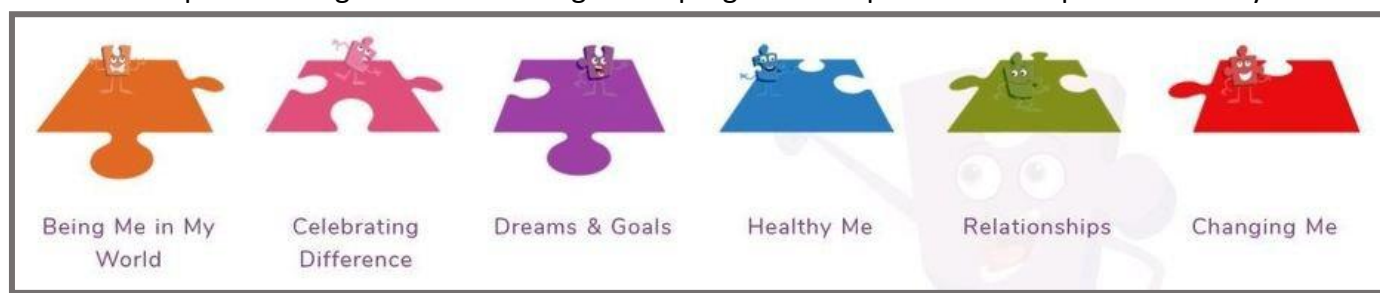 Being Me in My
World
Celebrating
Difference
Dreams & Goals
Healthy Me
Relationships
Changing Me